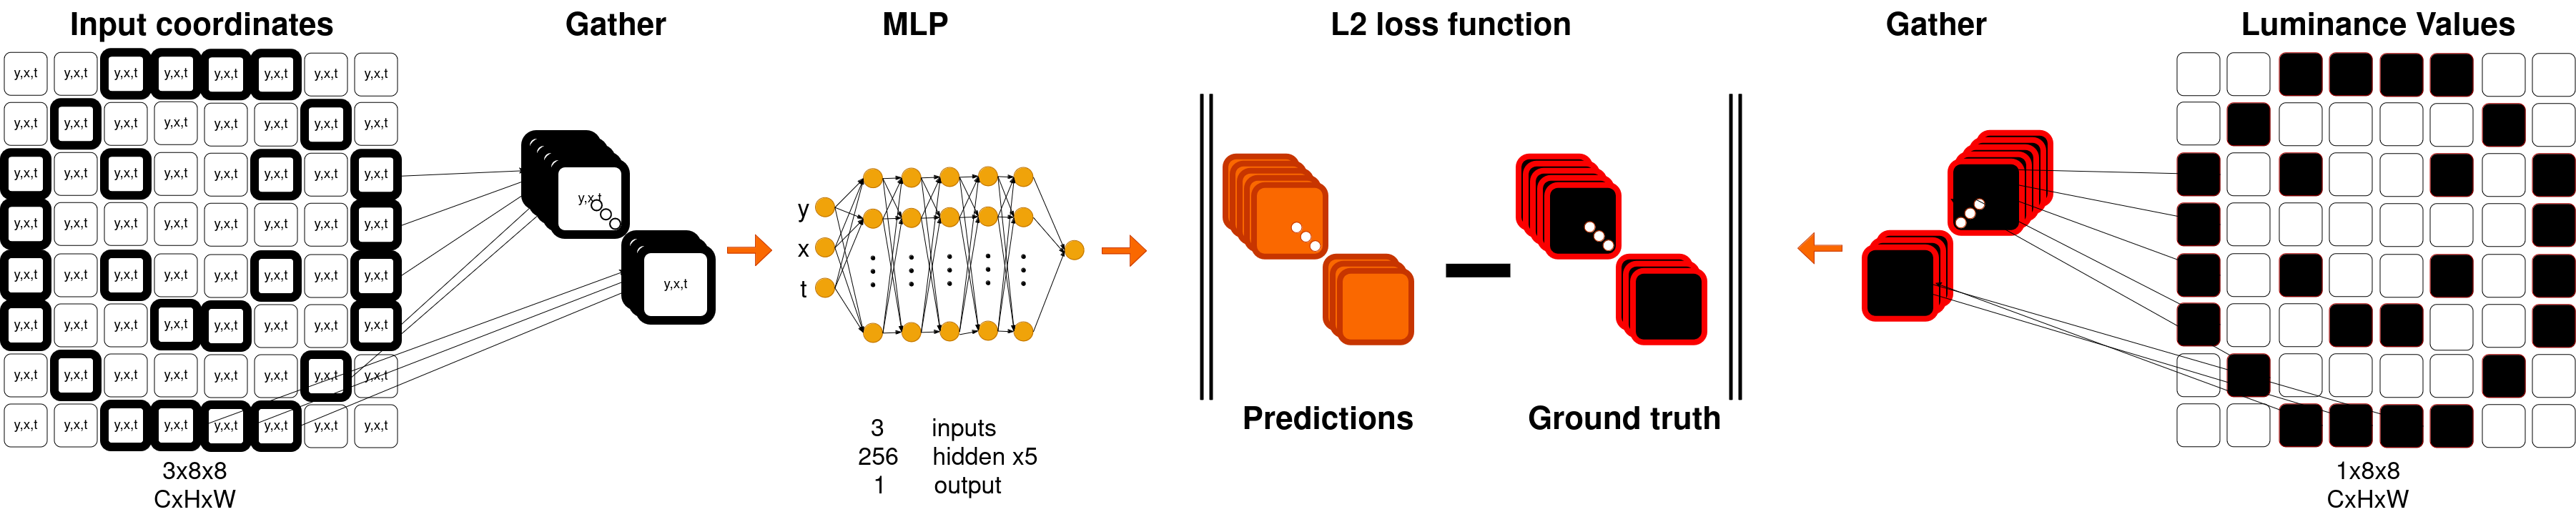 Input coordinates Gather MLP L2 loss function Gather Luminance Values
y,x,t y,x,t y,x,t y,x,t y,x,t y,x,t y,x,t y,x,t
y,x,t y,x,t y,x,t y,x,t y,x,t y,x,t y,x,t y,x,t
y,x,t y,x,t y,x,t y,x,t y,x,t y,x,t y,x,t y,x,t
y,x,t y,x,t y,x,t y,x,t y,x,t y,x,t y,x,t y,x,t
y,x,t y,x,t y,x,t y,x,t y,x,t y,x,t y,x,t y,x,t
y,x,t y,x,t y,x,t y,x,t y,x,t y,x,t y,x,t y,x,t
y,x,t y,x,t y,x,t y,x,t y,x,t y,x,t y,x,t y,x,t
y,x,t y,x,t y,x,t y,x,t y,x,t y,x,t y,x,t y,x,t
3x8x8
CxHxW
y,x,t
y,x,t
y
x
t
3 inputs
256 hidden x5
1 output
Predictions Ground truth
1x8x8
CxHxW